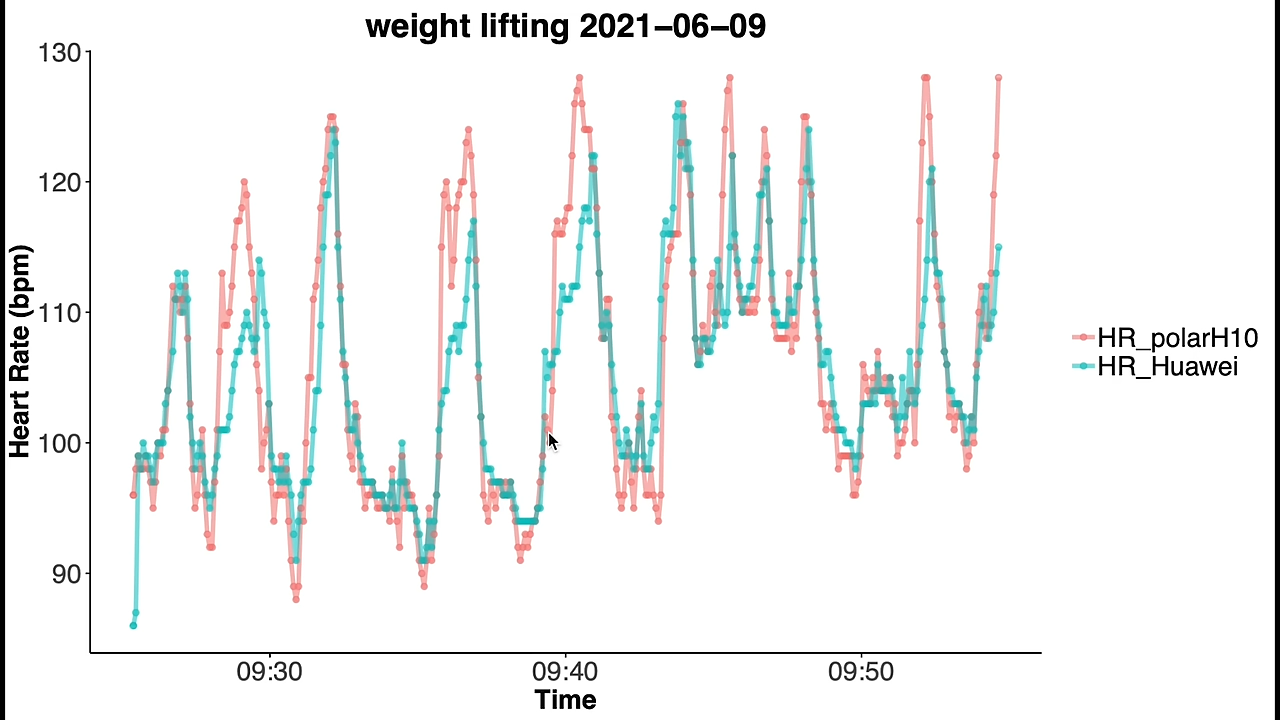 weight lifting 2021–06–09
130
120
110
100
90
Heart Rate (bpm)
09:30
09:40
09:50
Time
HR_polarH10
HR_Huawei